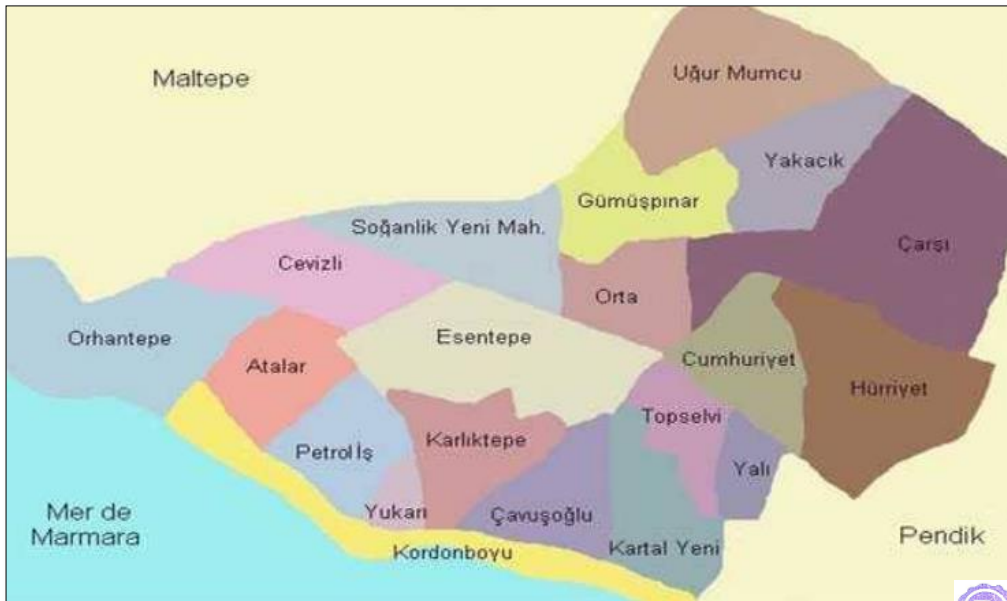 Maltepe
Uğur Mumcu
Yakacık
Gümüşpınar
Soğanlik Yeni Mah.
Çarşı
Cevizli
Orta
Orhantepe
Esentepe
Atalar
Cumhuriyet
Hürriyet
Topselvi
Karlıktepe
Petrol İş
Yalı
Yukarı
Çavuşoğlu
Mer de
Marmara
Kartal Yeni
Pendik
Kordonboyu